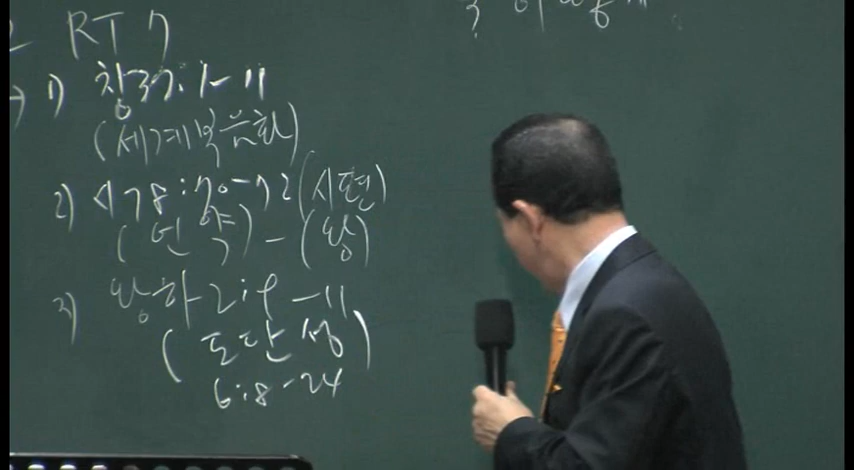 RT 7
1) 창37:1-11
(세계복음화)
2) 시78:70-72 (시편)
(언약) - (왕)
3) 왕하2:9-11
(도단성)
6:8-24